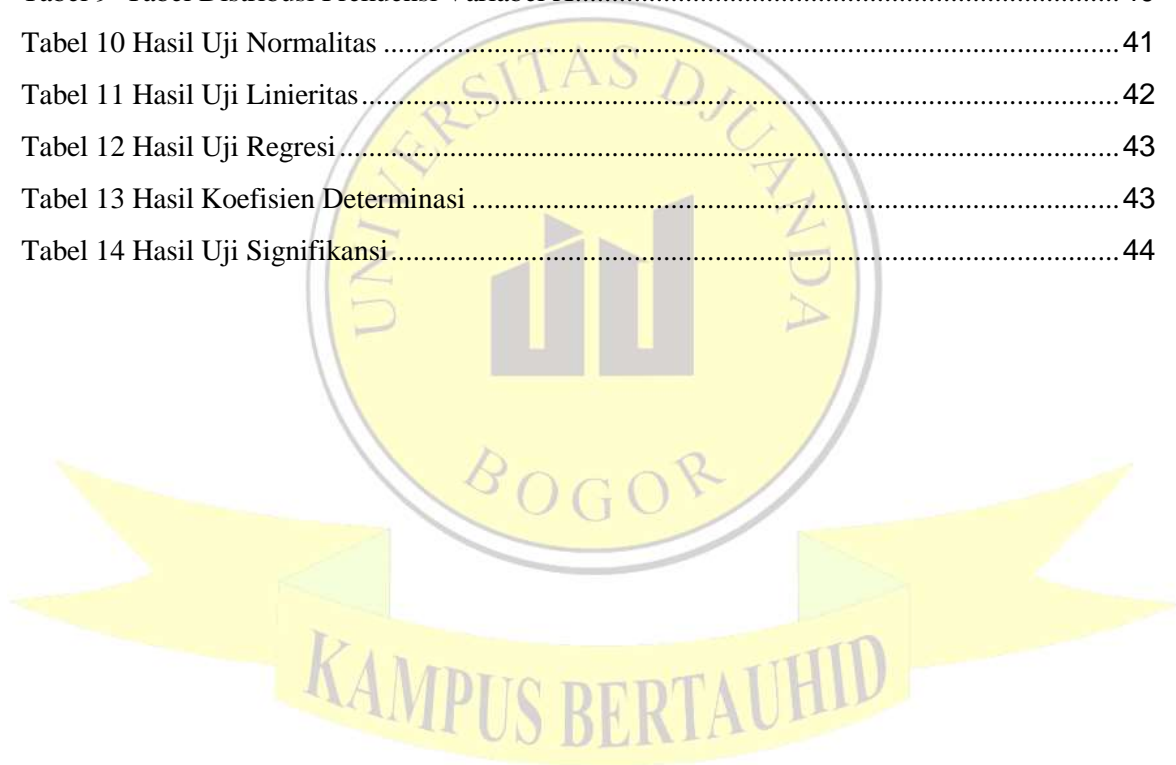 Tabel 10 Hasil Uji Normalitas ........ 41
Tabel 11 Hasil Uji Linieritas ........ 42
Tabel 12 Hasil Uji Regresi ........ 43
Tabel 13 Hasil Koefisien Determinasi ........ 43
Tabel 14 Hasil Uji Signifikansi ........ 44
UNIVERSITAS DJUANDA
BOGOR
KAMPUS BERTAUHID